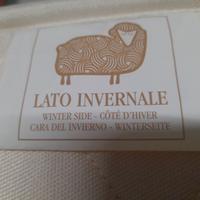 LATO INVERNALE
WINTER SIDE - CÔTÉ D'HIVER
CARA DEL INVIERNO - WINTERSEITE